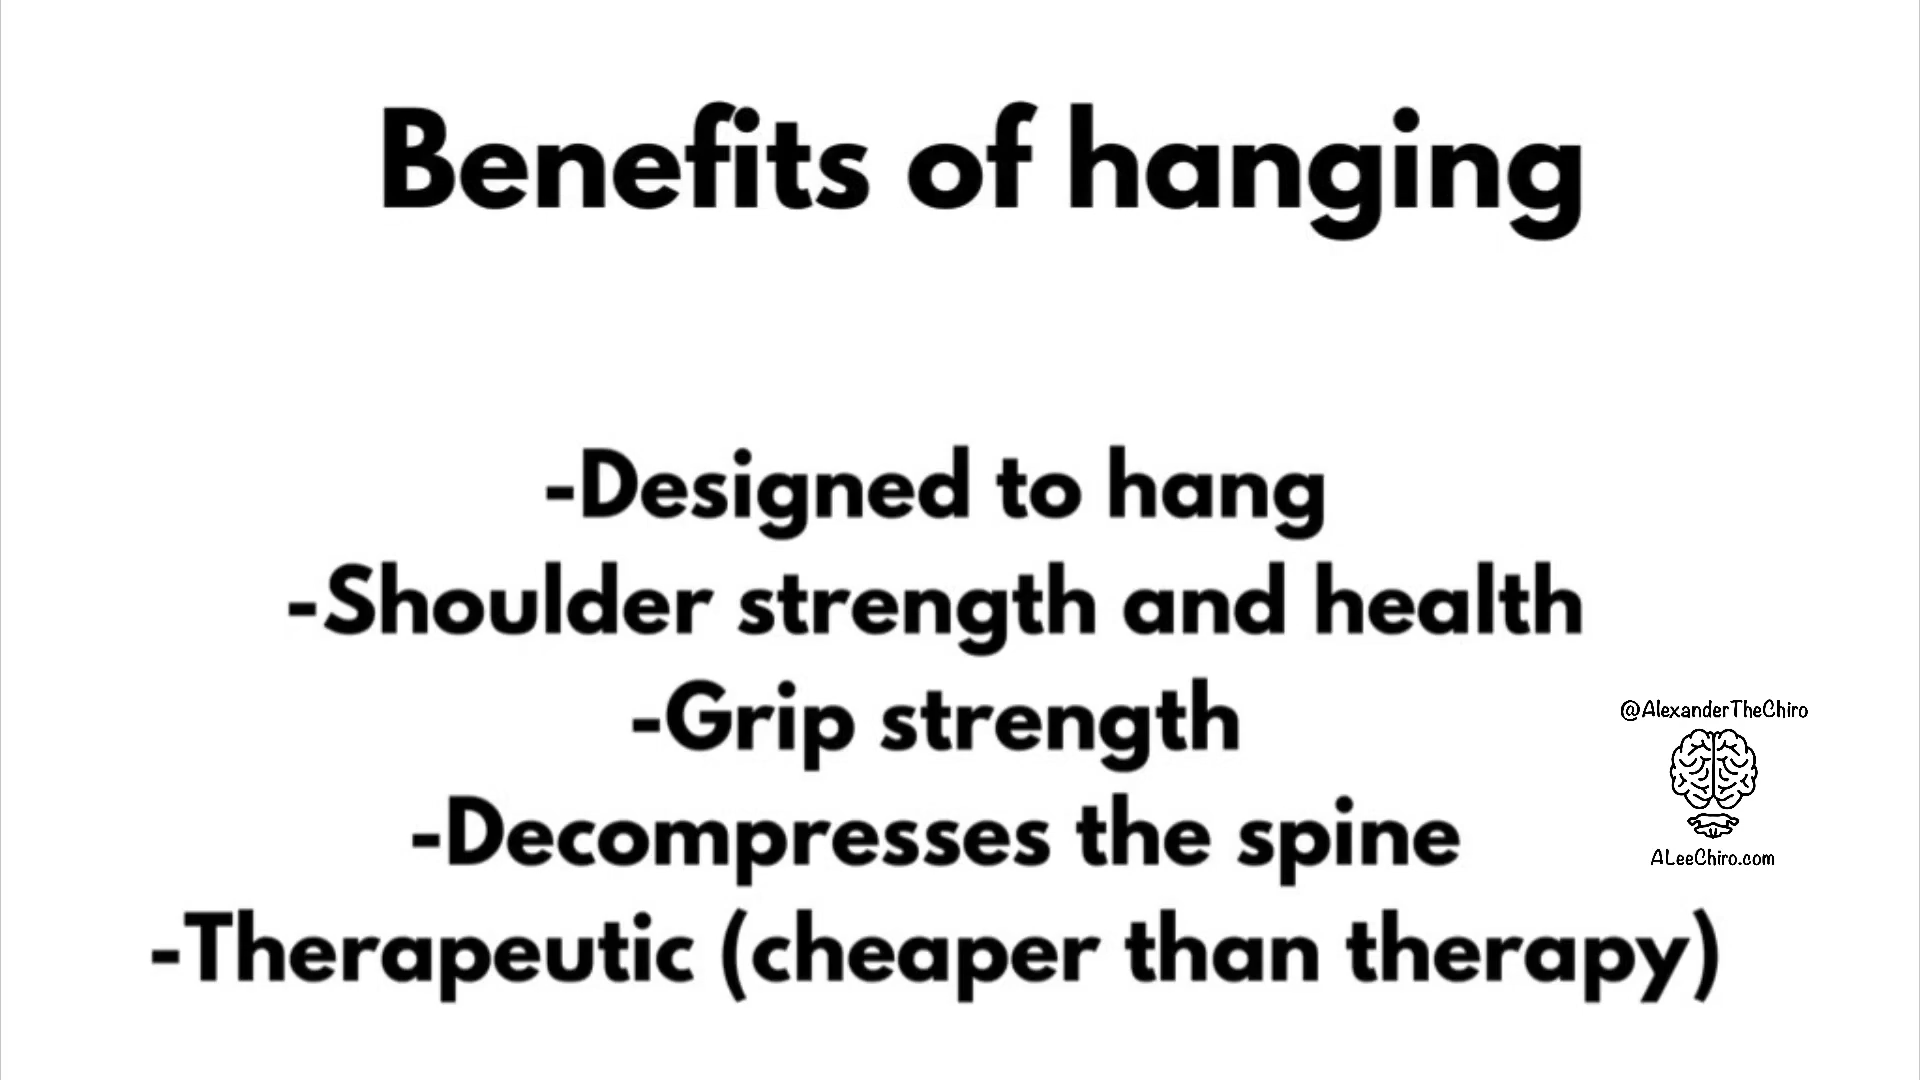 Benefits of hanging
-Designed to hang
-Shoulder strength and health
-Grip strength
-Decompresses the spine
-Therapeutic (cheaper than therapy)
@AlexanderTheChiro
ALeeChiro.com